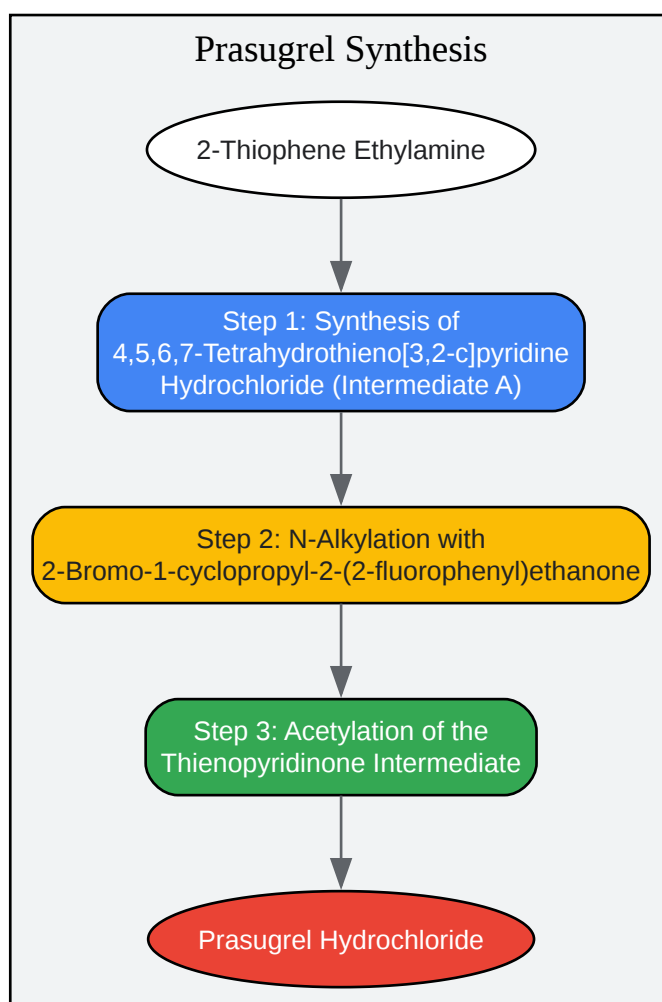 Prasugrel Synthesis
2-Thiophene Ethylamine
Step 1: Synthesis of
4,5,6,7-Tetrahydrothieno[3,2-c]pyridine
Hydrochloride (Intermediate A)
Step 2: N-Alkylation with
2-Bromo-1-cyclopropyl-2-(2-fluorophenyl)ethanone
Step 3: Acetylation of the
Thienopyridinone Intermediate
Prasugrel Hydrochloride